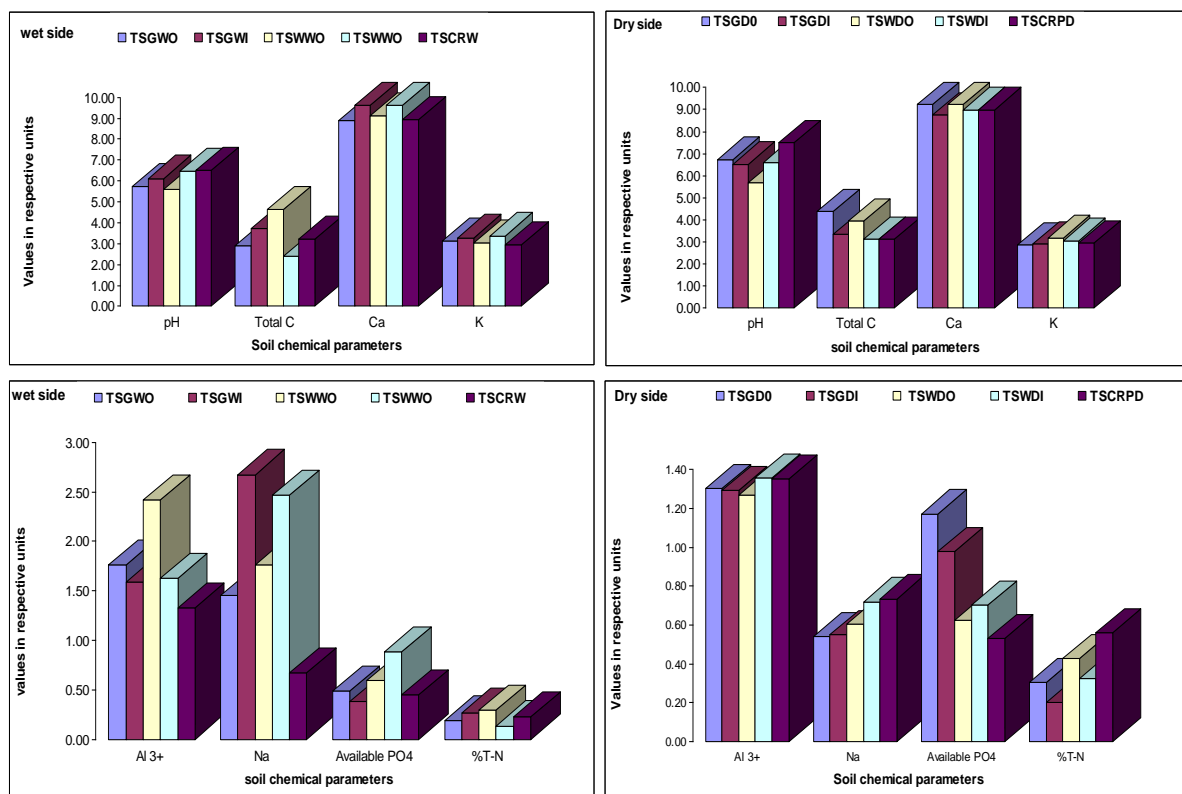 wet side
TSGWO TSGWI TSWWO TSWWO TSCRW
Values in respective units
10.00
9.00
8.00
7.00
6.00
5.00
4.00
3.00
2.00
1.00
0.00
pH Total C Ca K
Soil chemical parameters
Dry side
TSGD0 TSGDI TSWDO TSWDI TSCRPD
Values in respective units
10.00
9.00
8.00
7.00
6.00
5.00
4.00
3.00
2.00
1.00
0.00
pH Total C Ca K
soil chemical parameters
wet side
TSGWO TSGWI TSWWO TSWWO TSCRW
values in respective units
3.00
2.50
2.00
1.50
1.00
0.50
0.00
Al 3+ Na Available PO4 %T-N
soil chemical parameters
Dry side
TSGD0 TSGDI TSWDO TSWDI TSCRPD
Values in respective units
1.40
1.20
1.00
0.80
0.60
0.40
0.20
0.00
Al 3+ Na Available PO4 %T-N
Soil chemical parameters